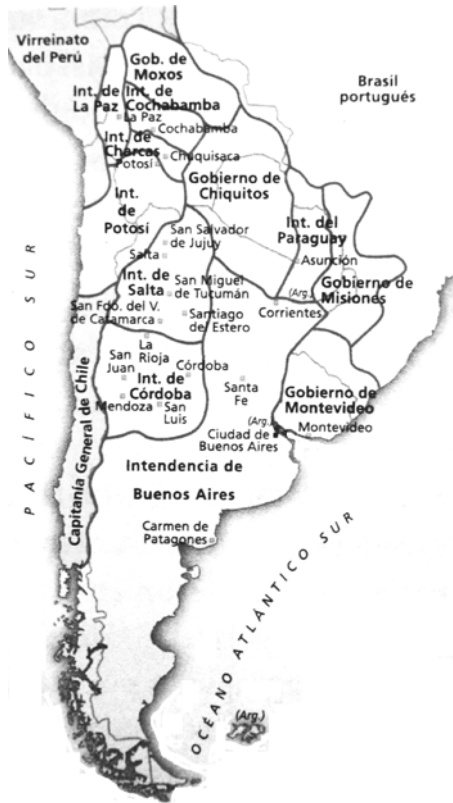 Virreinato
del Perú
Gob. de
Moxos
Brasil
portugués
Int. de
La Paz
Int. de
Cochabamba
La Paz
Cochabamba
Int. de
Charcas
Potosí
Chuquisaca
Gobierno de
Chiquitos
Int.
de
Potosí
San Salvador
de Jujuy
Int. del
Paraguay
Salta
Asunción
Int. de
Salta
San Miguel
de Tucumán
(Arg.)
Gobierno de
Misiones
San Fdo. del V.
de Catamarca
Santiago
de Estero
Corrientes
La
Rioja
San
Juan
Córdoba
Int. de
Córdoba
Santa
Fe
Gobierno de
Montevideo
Mendoza
San
Luis
(Arg.)
Ciudad de
Buenos Aires
Montevideo
Intendencia de
Buenos Aires
Carmen de
Patagones
Capitanía General de Chile
PACÍFICO SUR
OCÉANO ATLÁNTICO SUR
(Arg.)